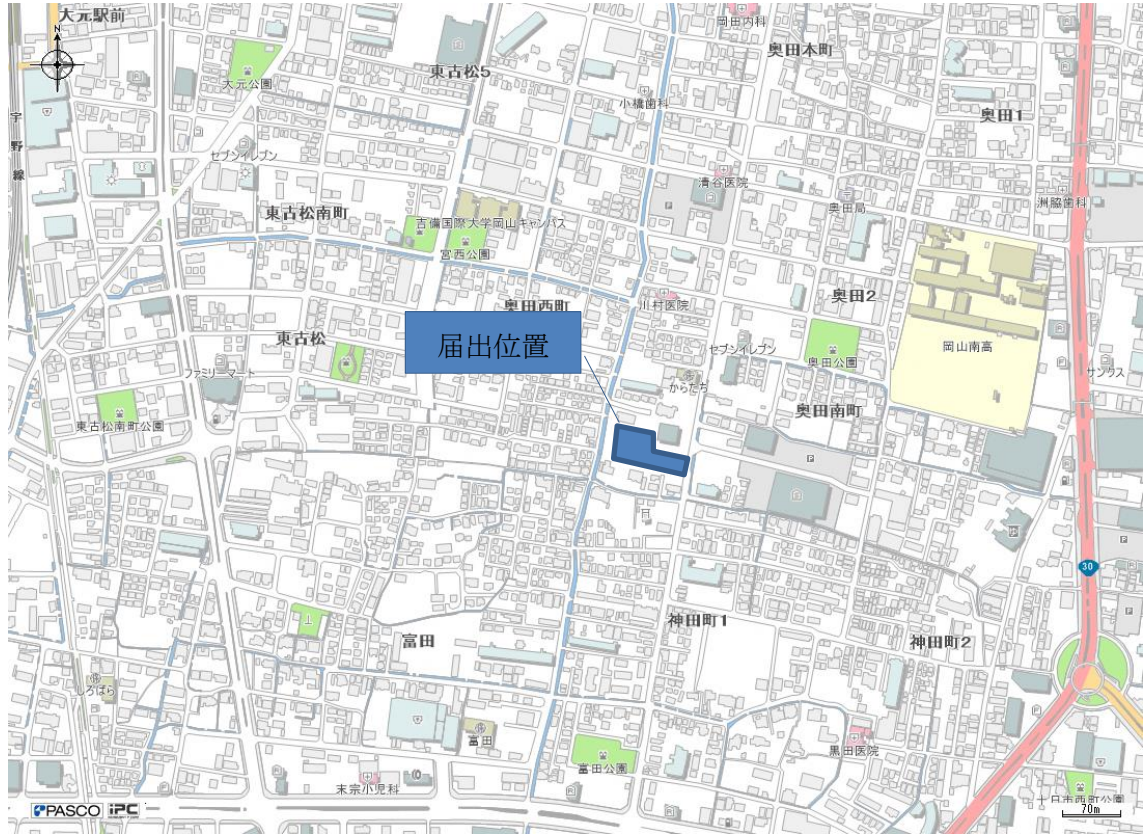 大元駅前
岡田内科
奥田本町
N
東古松5
大元公園
小橋歯科
奥田1
宇野線
セブンイレブン
清谷医院
奥田局
洲脇歯科
東古松南町
吉備国際大学岡山キャンパス
宮西公園
奥田西町
川村医院
奥田2
届出位置
東古松
セブンイレブン
奥田公園
岡山南高
ファミリーマート
からたち
サンクス
東古松南町公園
奥田南町
P
P
30
神田町1
富田
神田町2
しろばら
富田
黒田医院
富田公園
末宗小児科
十日市西町公園
PASCO iPC
70m